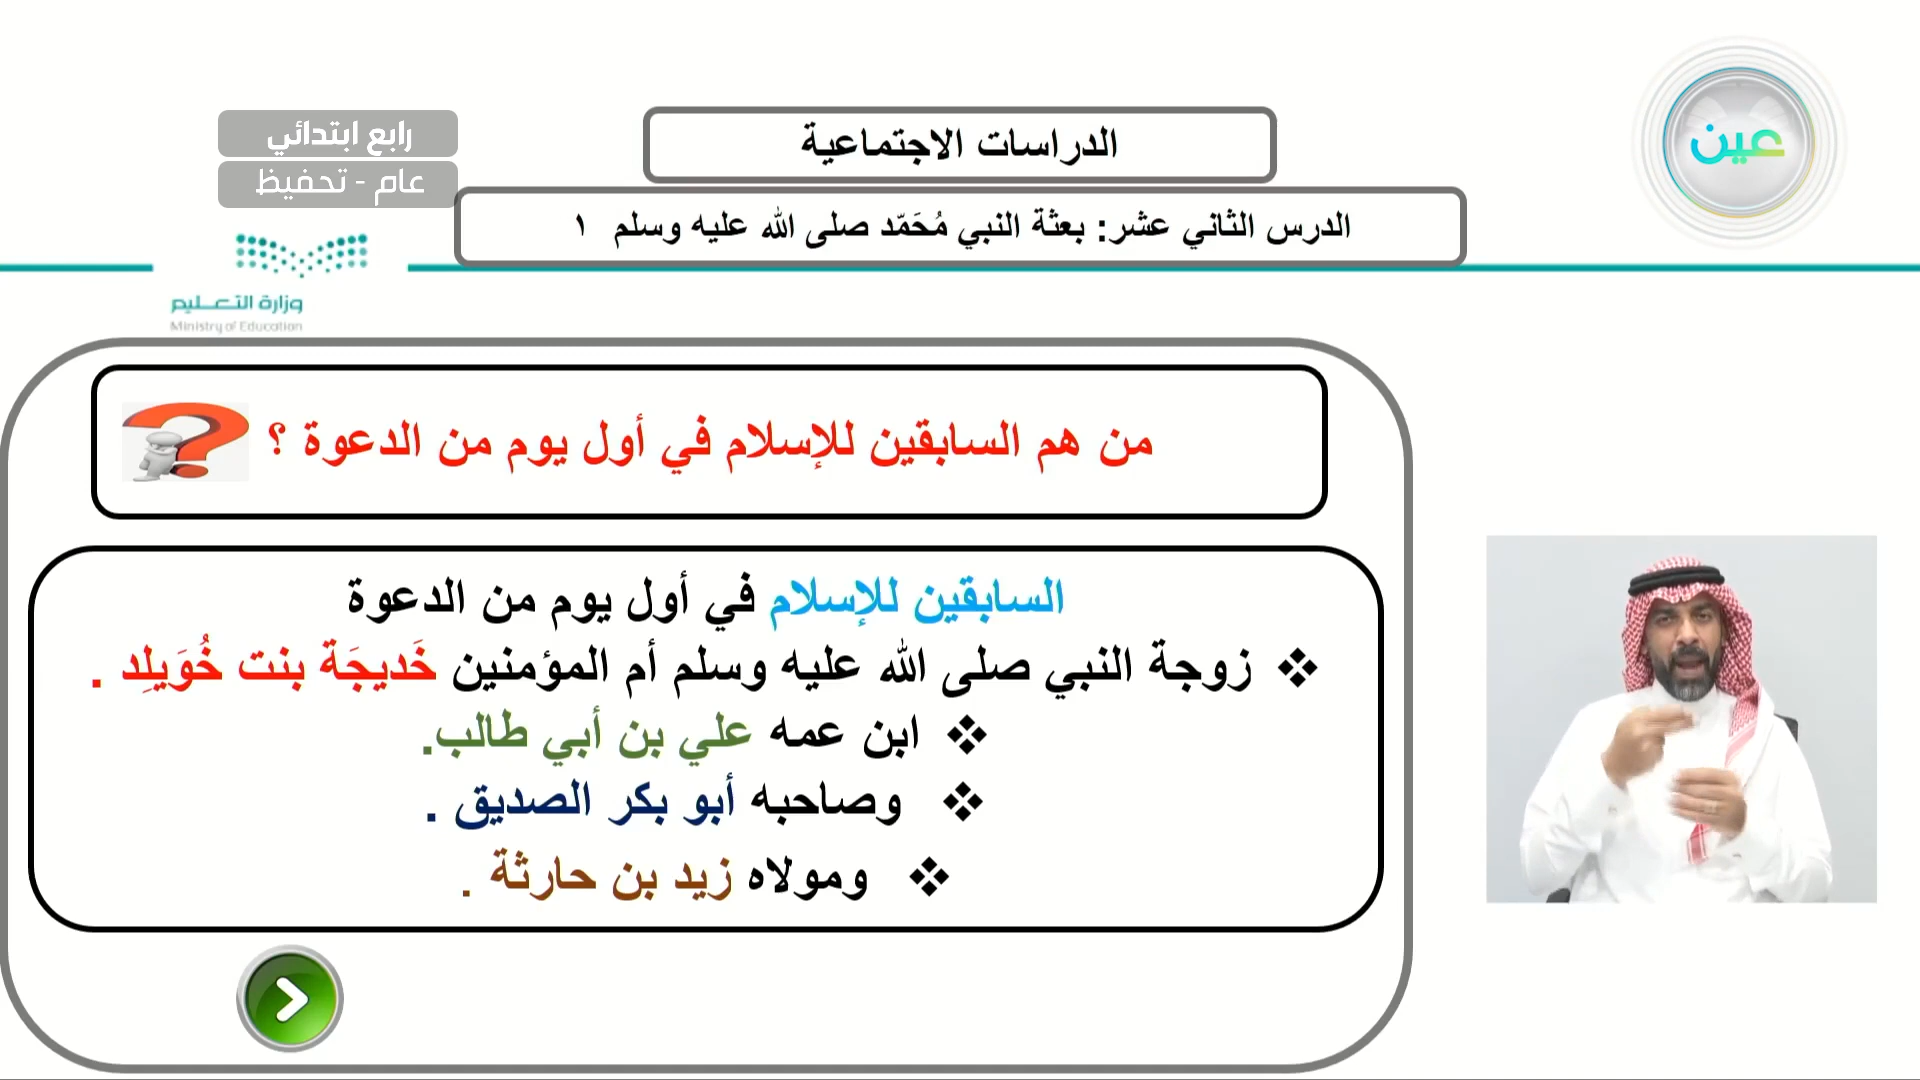 عين
الدراسات الاجتماعية
رابع ابتدائي
عام - تحفيظ
الدرس الثاني عشر: بعثة النبي مُحَمّد صلى الله عليه وسلم ١
وزارة التعليم
Ministry of Education
من هم السابقين للإسلام في أول يوم من الدعوة ؟
السابقين للإسلام في أول يوم من الدعوة
❖ زوجة النبي صلى الله عليه وسلم أم المؤمنين خَديجَة بنت خُوَيلِد .
❖ ابن عمه علي بن أبي طالب.
❖ وصاحبه أبو بكر الصديق .
❖ ومولاه زيد بن حارثة .